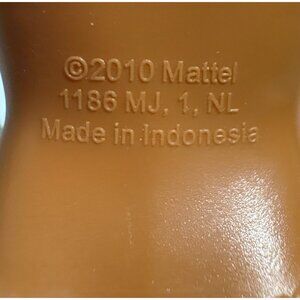 ©2010 Mattel
1186 MJ, 1, NL
Made in Indonesia